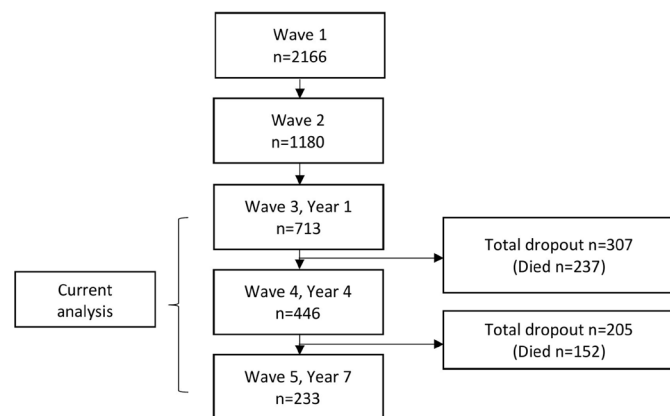 Wave 1
n=2166
Wave 2
n=1180
Wave 3, Year 1
n=713
Total dropout n=307
(Died n=237)
Current
analysis
Wave 4, Year 4
n=446
Total dropout n=205
(Died n=152)
Wave 5, Year 7
n=233